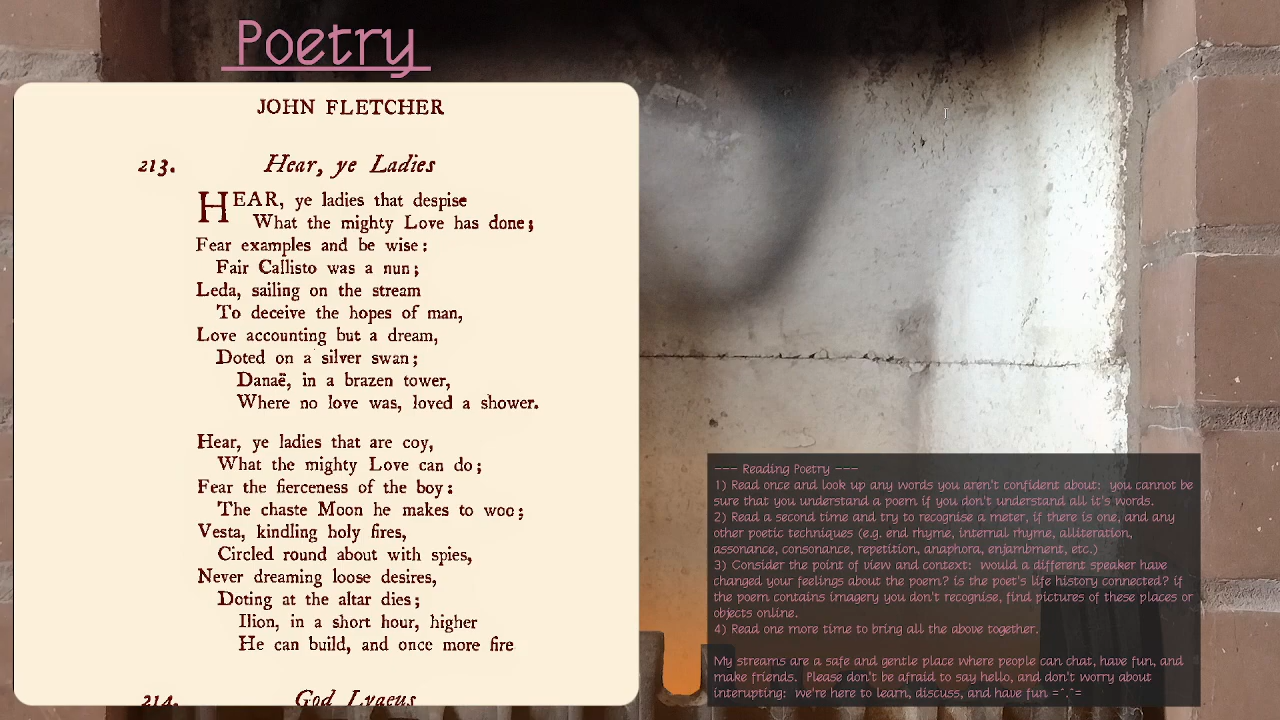 Poetry
JOHN FLETCHER
213. Hear, ye Ladies
HEAR, ye ladies that despise
What the mighty Love has done;
Fear examples and be wise:
Fair Callisto was a nun;
Leda, sailing on the stream
To deceive the hopes of man,
Love accounting but a dream,
Doted on a silver swan;
Danaë, in a brazen tower,
Where no love was, loved a shower.
Hear, ye ladies that are coy,
What the mighty Love can do;
Fear the fierceness of the boy:
The chaste Moon he makes to woo;
Vesta, kindling holy fires,
Circled round about with spies,
Never dreaming loose desires,
Doting at the altar dies;
Ilion, in a short hour, higher
He can build, and once more fire
214. God Lyaeus
--- Reading Poetry ---
1) Read once and look up any words you aren't confident about: you cannot be
sure that you understand a poem if you don't understand all it's words.
2) Read a second time and try to recognise a meter, if there is one, and any
other poetic techniques (e.g. end rhyme, internal rhyme, alliteration,
assonance, consonance, repetition, anaphora, enjambment, etc.)
3) Consider the point of view and context: would a different speaker have
changed your feelings about the poem? is the poet's life history connected? if
the poem contains imagery you don't recognise, find pictures of these places or
objects online.
4) Read one more time to bring all the above together.
My streams are a safe and gentle place where people can chat, have fun, and
make friends. Please don't be afraid to say hello, and don't worry about
interupting: we're here to learn, discuss, and have fun =^.^=